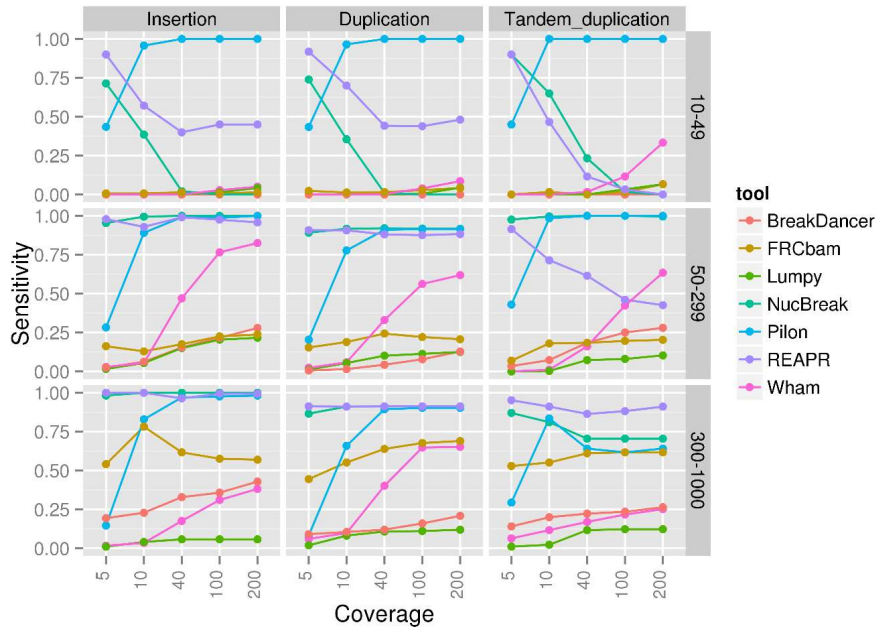 Insertion
Duplication
Tandem_duplication
1.00
0.75
0.50
0.25
0.00
10-49
1.00
0.75
0.50
0.25
0.00
50-299
1.00
0.75
0.50
0.25
0.00
300-1000
Sensitivity
5
10
40
100
200
5
10
40
100
200
5
10
40
100
200
Coverage
tool
BreakDancer
FRCbam
Lumpy
NucBreak
Pilon
REAPR
Wham